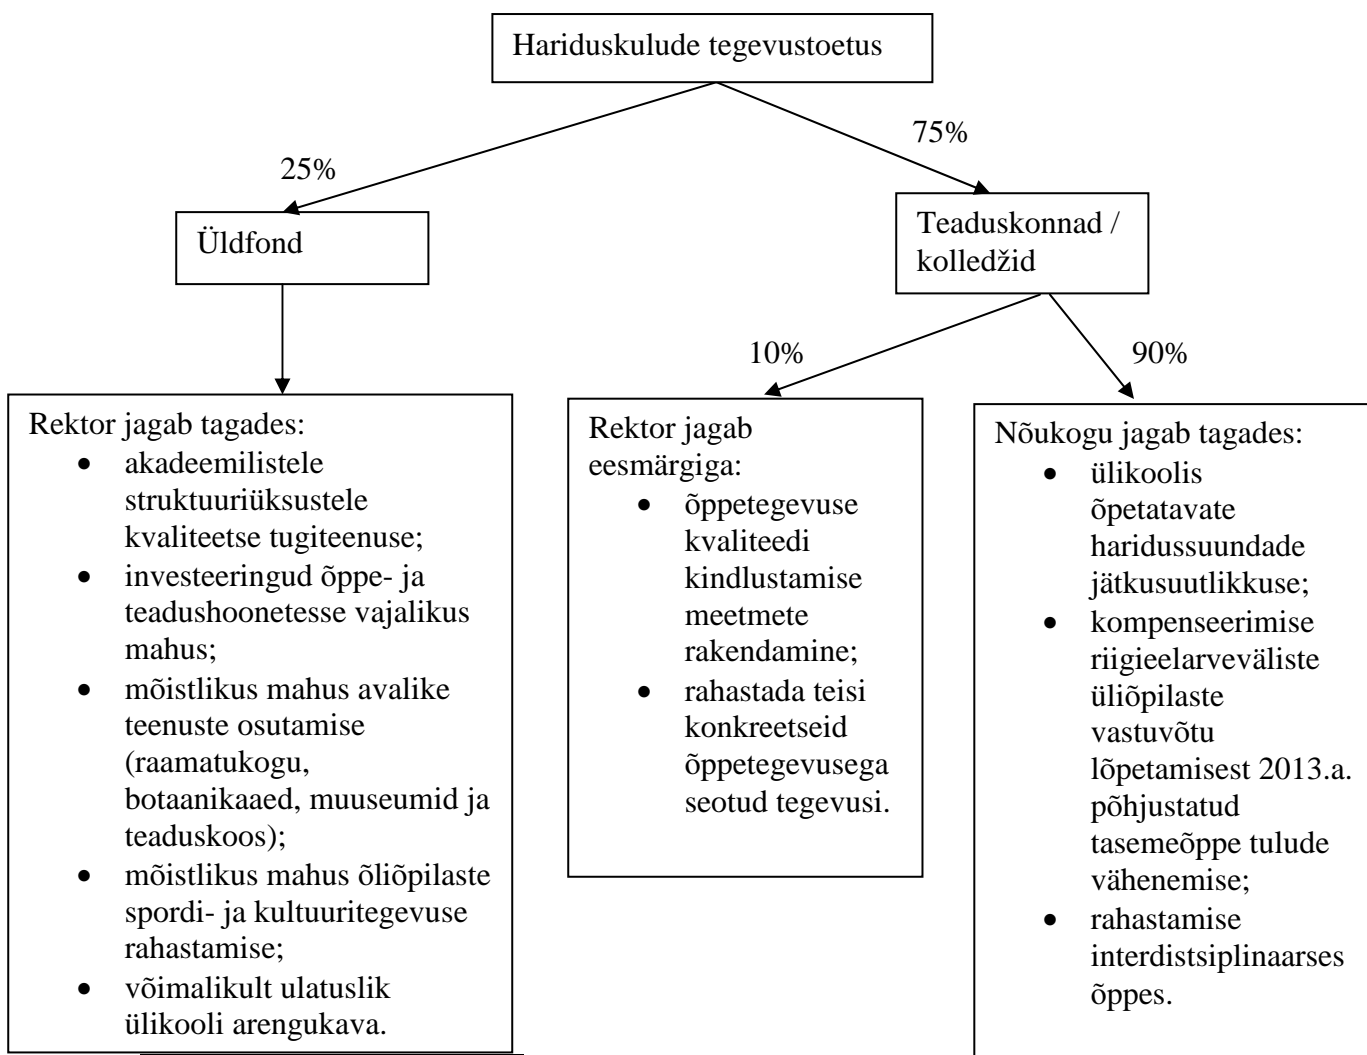 Hariduskulude tegevustoetus
25%
75%
Üldfond
Teaduskonnad /
kolledžid
10%
90%
Rektor jagab tagades:
• akadeemilistele
struktuuriüksustele
kvaliteetse tugiteenuse;
• investeeringud õppe- ja
teadushoonetesse vajalikus
mahus;
• mõistlikus mahus avalike
teenuste osutamise
(raamatukogu,
botaanikaaed, muuseumid ja
teaduskoos);
• mõistlikus mahus õliõpilaste
spordi- ja kultuuritegevuse
rahastamise;
• võimalikult ulatuslik
ülikooli arengukava.
Rektor jagab
eesmärgiga:
• õppetegevuse
kvaliteedi
kindlustamise
meetmete
rakendamine;
• rahastada teisi
konkreetseid
õppetegevusega
seotud tegevusi.
Nõukogu jagab tagades:
• ülikoolis
õpetatavate
haridussuundade
jätkusuutlikkuse;
• kompenseerimise
riigieelarveväliste
üliõpilaste
vastuvõtu
lõpetamisest 2013.a.
põhjustatud
tasemeõppe tulude
vähenemise;
• rahastamise
interdistsiplinaarses
õppes.